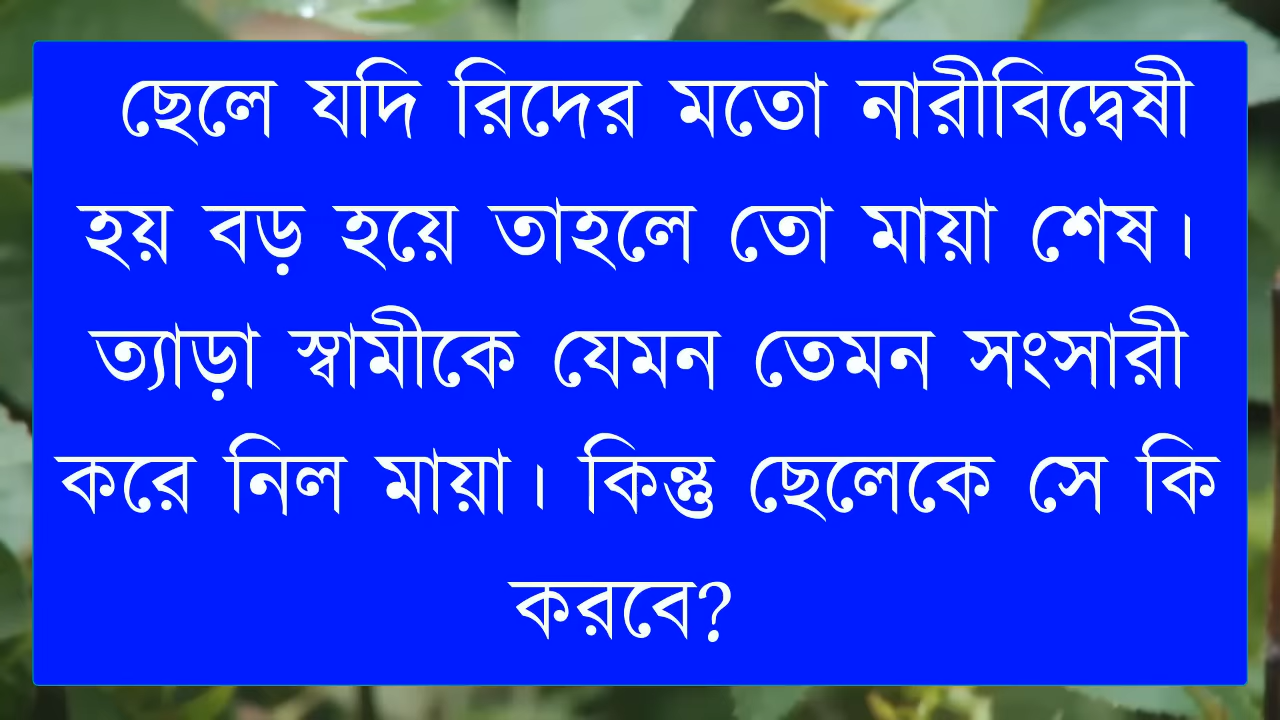 ছেলে যদি রিদের মতো নারীবিদ্বেষী
হয় বড় হয়ে তাহলে তো মায়া শেষ।
ত্যাড়া স্বামীকে যেমন তেমন সংসারী
করে নিল মায়া। কিন্তু ছেলেকে সে কি
করবে?